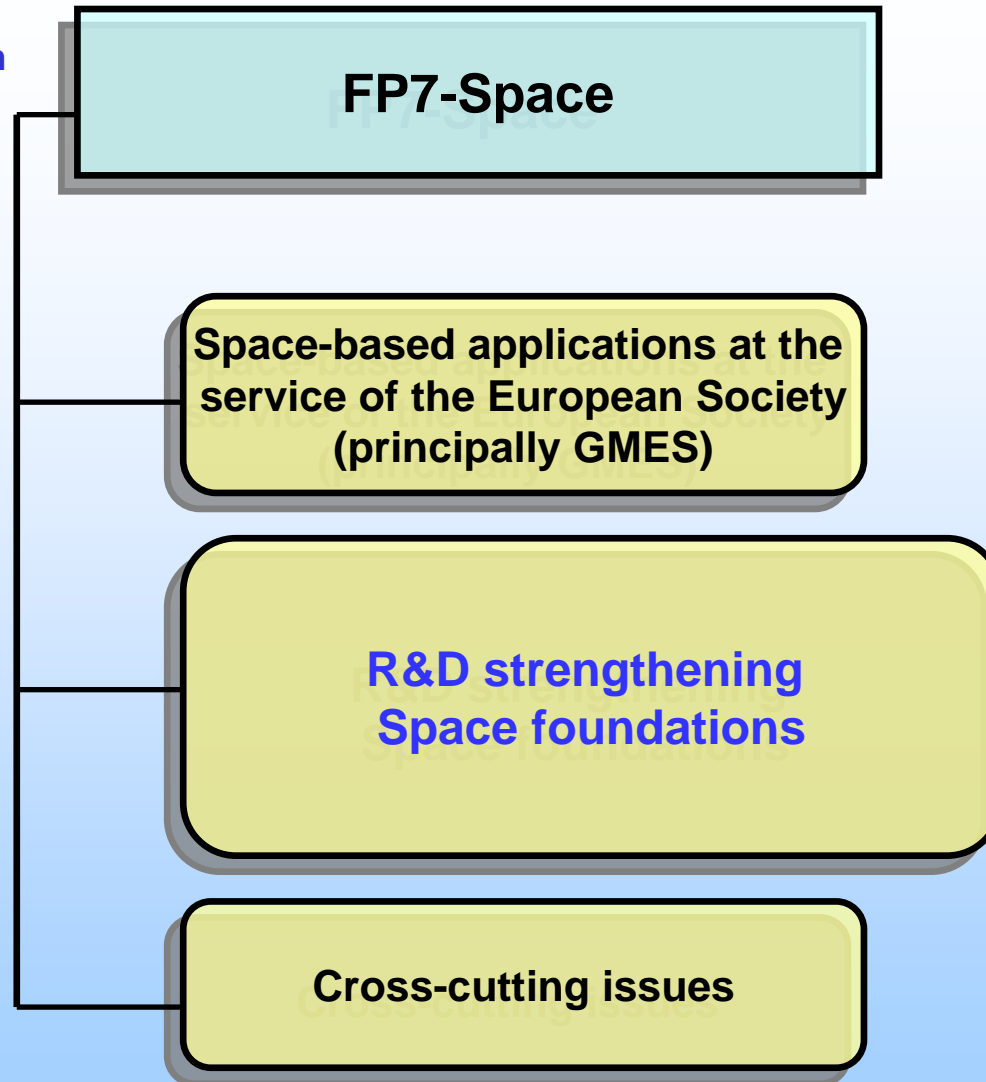 FP7-Space
Space-based applications at the
service of the European Society
(principally GMES)
R&D strengthening
Space foundations
Cross-cutting issues